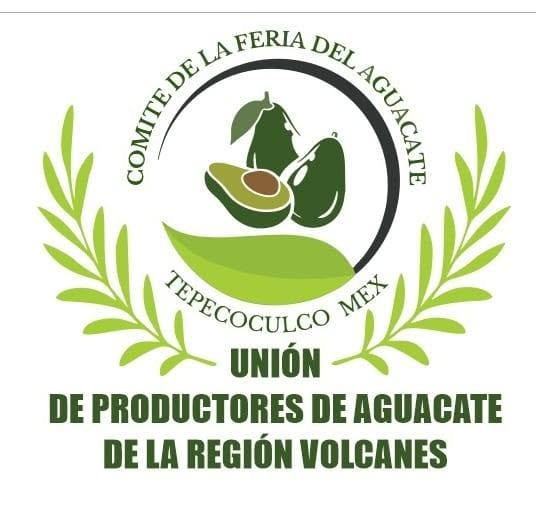 COMITE DE LA FERIA DEL AGUACATE
TEPECOCULCO MEX
UNIÓN
DE PRODUCTORES DE AGUACATE
DE LA REGIÓN VOLCANES